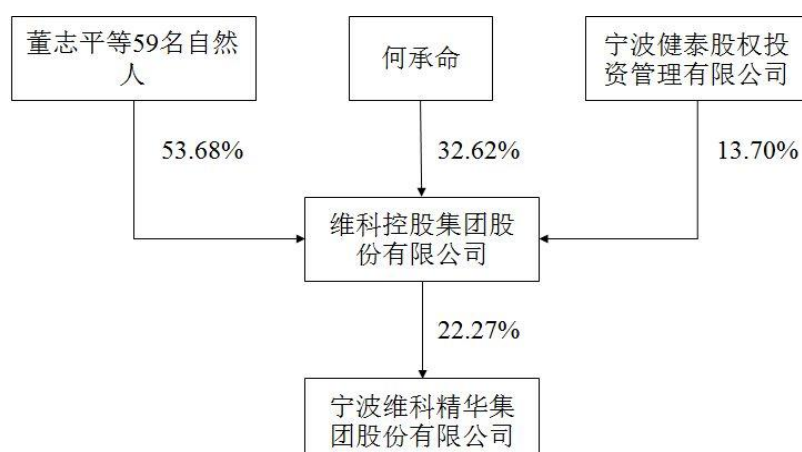 董志平等59名自然
人
何承命
宁波健泰股权投
资管理有限公司
53.68%
32.62%
13.70%
维科控股集团股
份有限公司
22.27%
宁波维科精华集
团股份有限公司